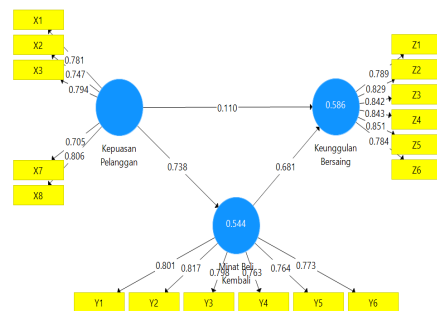 X1
X2
X3
X7
X8
0.781
0.747
0.794
0.705
0.806
Kepuasan
Pelanggan
0.110
0.738
0.681
0.586
Keunggulan
Bersaing
0.789
0.829
0.842
0.843
0.851
0.784
Z1
Z2
Z3
Z4
Z5
Z6
0.544
Minat Beli
Kembali
0.801
0.817
0.798
0.763
0.764
0.773
Y1
Y2
Y3
Y4
Y5
Y6